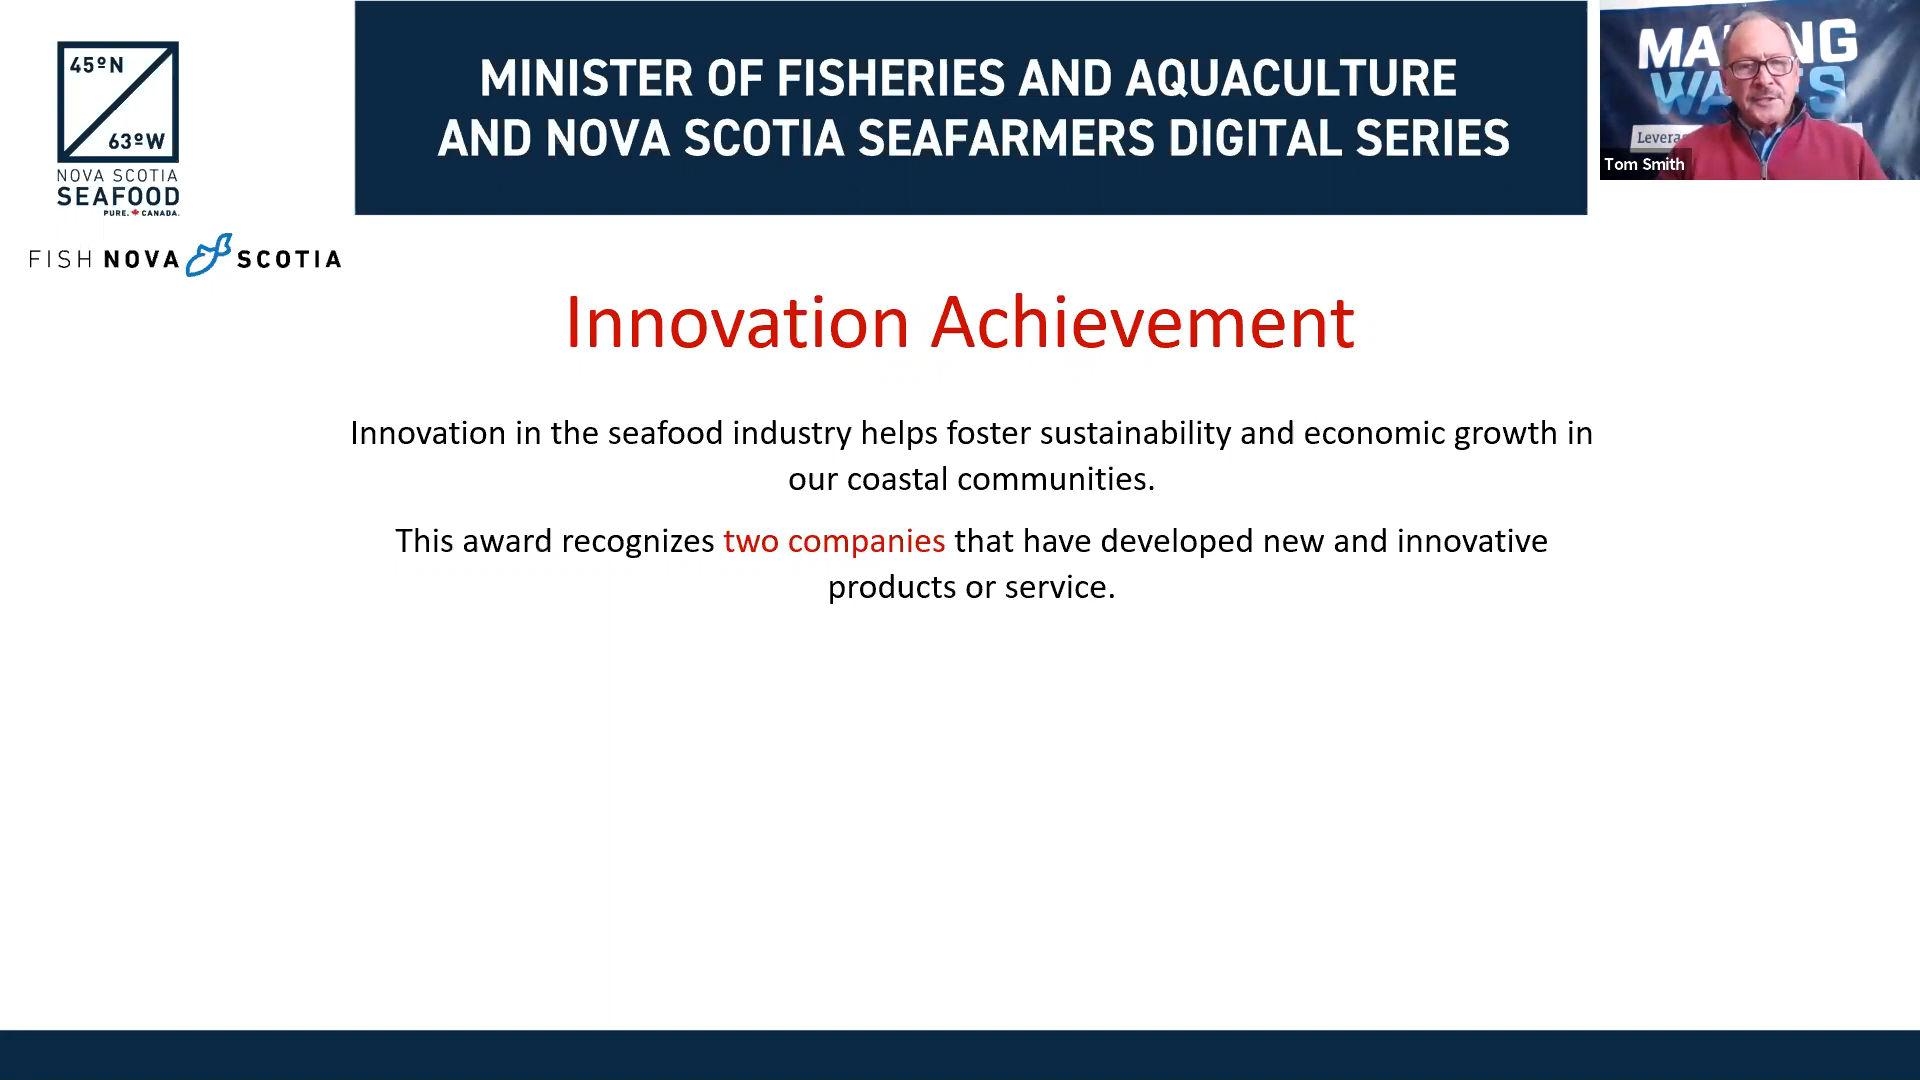 45ºN
63ºW
NOVA SCOTIA
SEAFOOD
PURE. CANADA.
FISH NOVA SCOTIA
MINISTER OF FISHERIES AND AQUACULTURE
AND NOVA SCOTIA SEAFARMERS DIGITAL SERIES
Tom Smith
Innovation Achievement
Innovation in the seafood industry helps foster sustainability and economic growth in
our coastal communities.
This award recognizes two companies that have developed new and innovative
products or service.